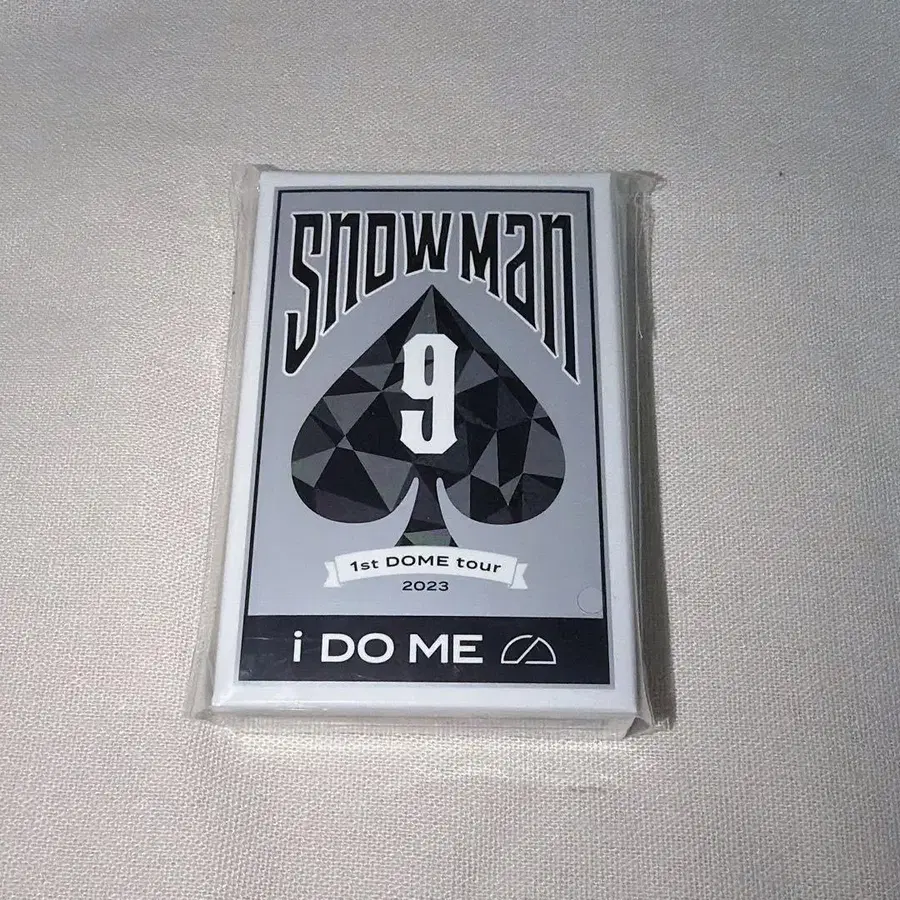 SNOWMAN
9
1st DOME tour
2023
i DO ME